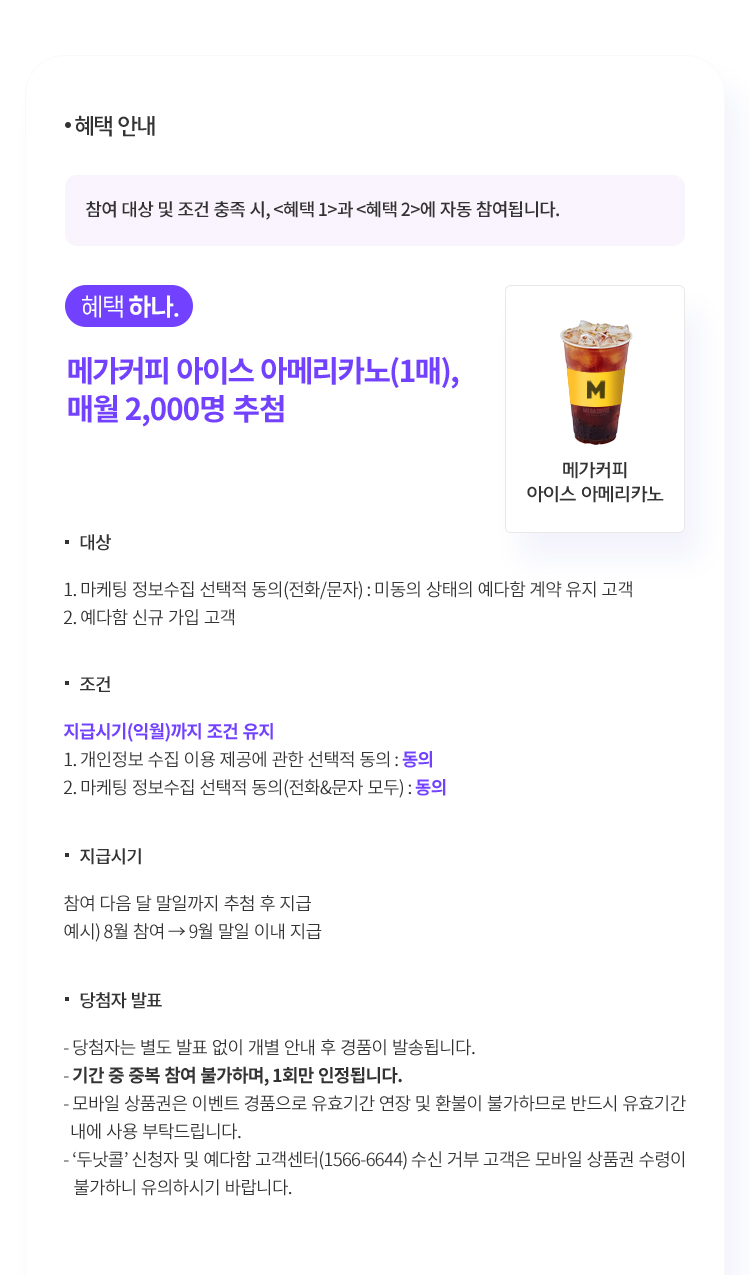 • 혜택 안내
참여 대상 및 조건 충족 시, <혜택 1>과 <혜택 2>에 자동 참여됩니다.
혜택 하나.
메가커피 아이스 아메리카노(1매),
매월 2,000명 추첨
M
메가커피
아이스 아메리카노
▪ 대상
1. 마케팅 정보수집 선택적 동의(전화/문자) : 미동의 상태의 예다함 계약 유지 고객
2. 예다함 신규 가입 고객
▪ 조건
지급시기(익월)까지 조건 유지
1. 개인정보 수집 이용 제공에 관한 선택적 동의 : 동의
2. 마케팅 정보수집 선택적 동의(전화&문자 모두) : 동의
▪ 지급시기
참여 다음 달 말일까지 추첨 후 지급
예시) 8월 참여 → 9월 말일 이내 지급
▪ 당첨자 발표
- 당첨자는 별도 발표 없이 개별 안내 후 경품이 발송됩니다.
- 기간 중 중복 참여 불가하며, 1회만 인정됩니다.
- 모바일 상품권은 이벤트 경품으로 유효기간 연장 및 환불이 불가하므로 반드시 유효기간
내에 사용 부탁드립니다.
- ‘두낫콜’ 신청자 및 예다함 고객센터(1566-6644) 수신 거부 고객은 모바일 상품권 수령이
불가하니 유의하시기 바랍니다.